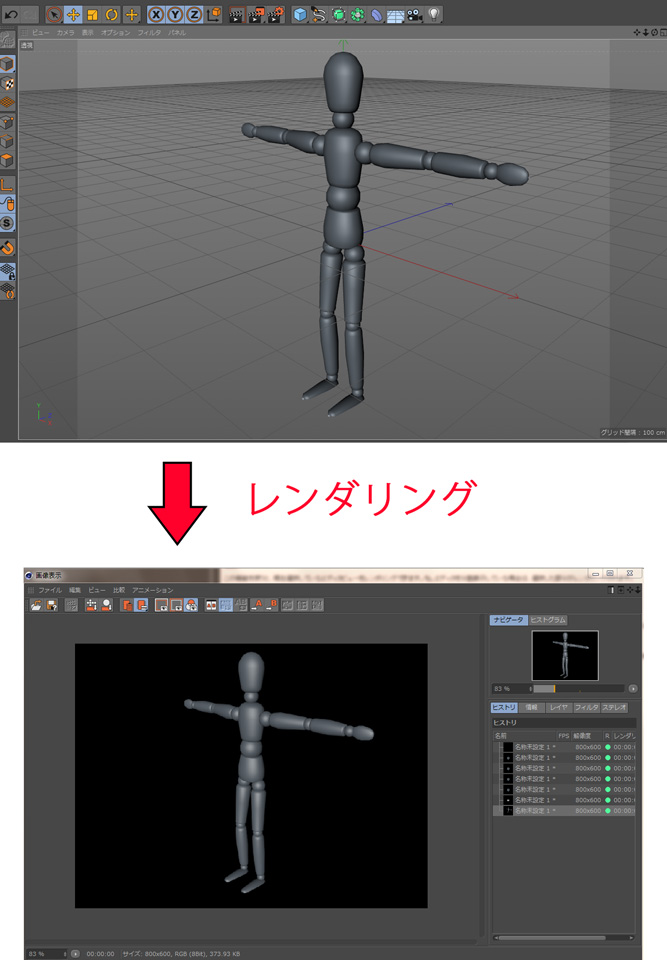 ビュー カメラ 表示 オプション フィルタ パネル
透視
X Y Z
S
Y
グリッド間隔 : 100 cm
レンダリング
画像表示
ファイル 編集 ビュー 比較 アニメーション
A B
ナビゲータ ヒストグラム
83 %
ヒストリ 情報 レイヤ フィルタ ステレオ
ヒストリ
名前 FPS 解像度 R レンダリ
名称未設定 1 * 800x600 00:00:
名称未設定 1 * 800x600 00:00:
名称未設定 1 * 800x600 00:00:
名称未設定 1 * 800x600 00:00:
名称未設定 1 * 800x600 00:00:
名称未設定 1 * 800x600 00:00:
名称未設定 1 * 800x600 00:00:
83 % 00:00:00 サイズ: 800x600, RGB (8Bit), 373.93 KB